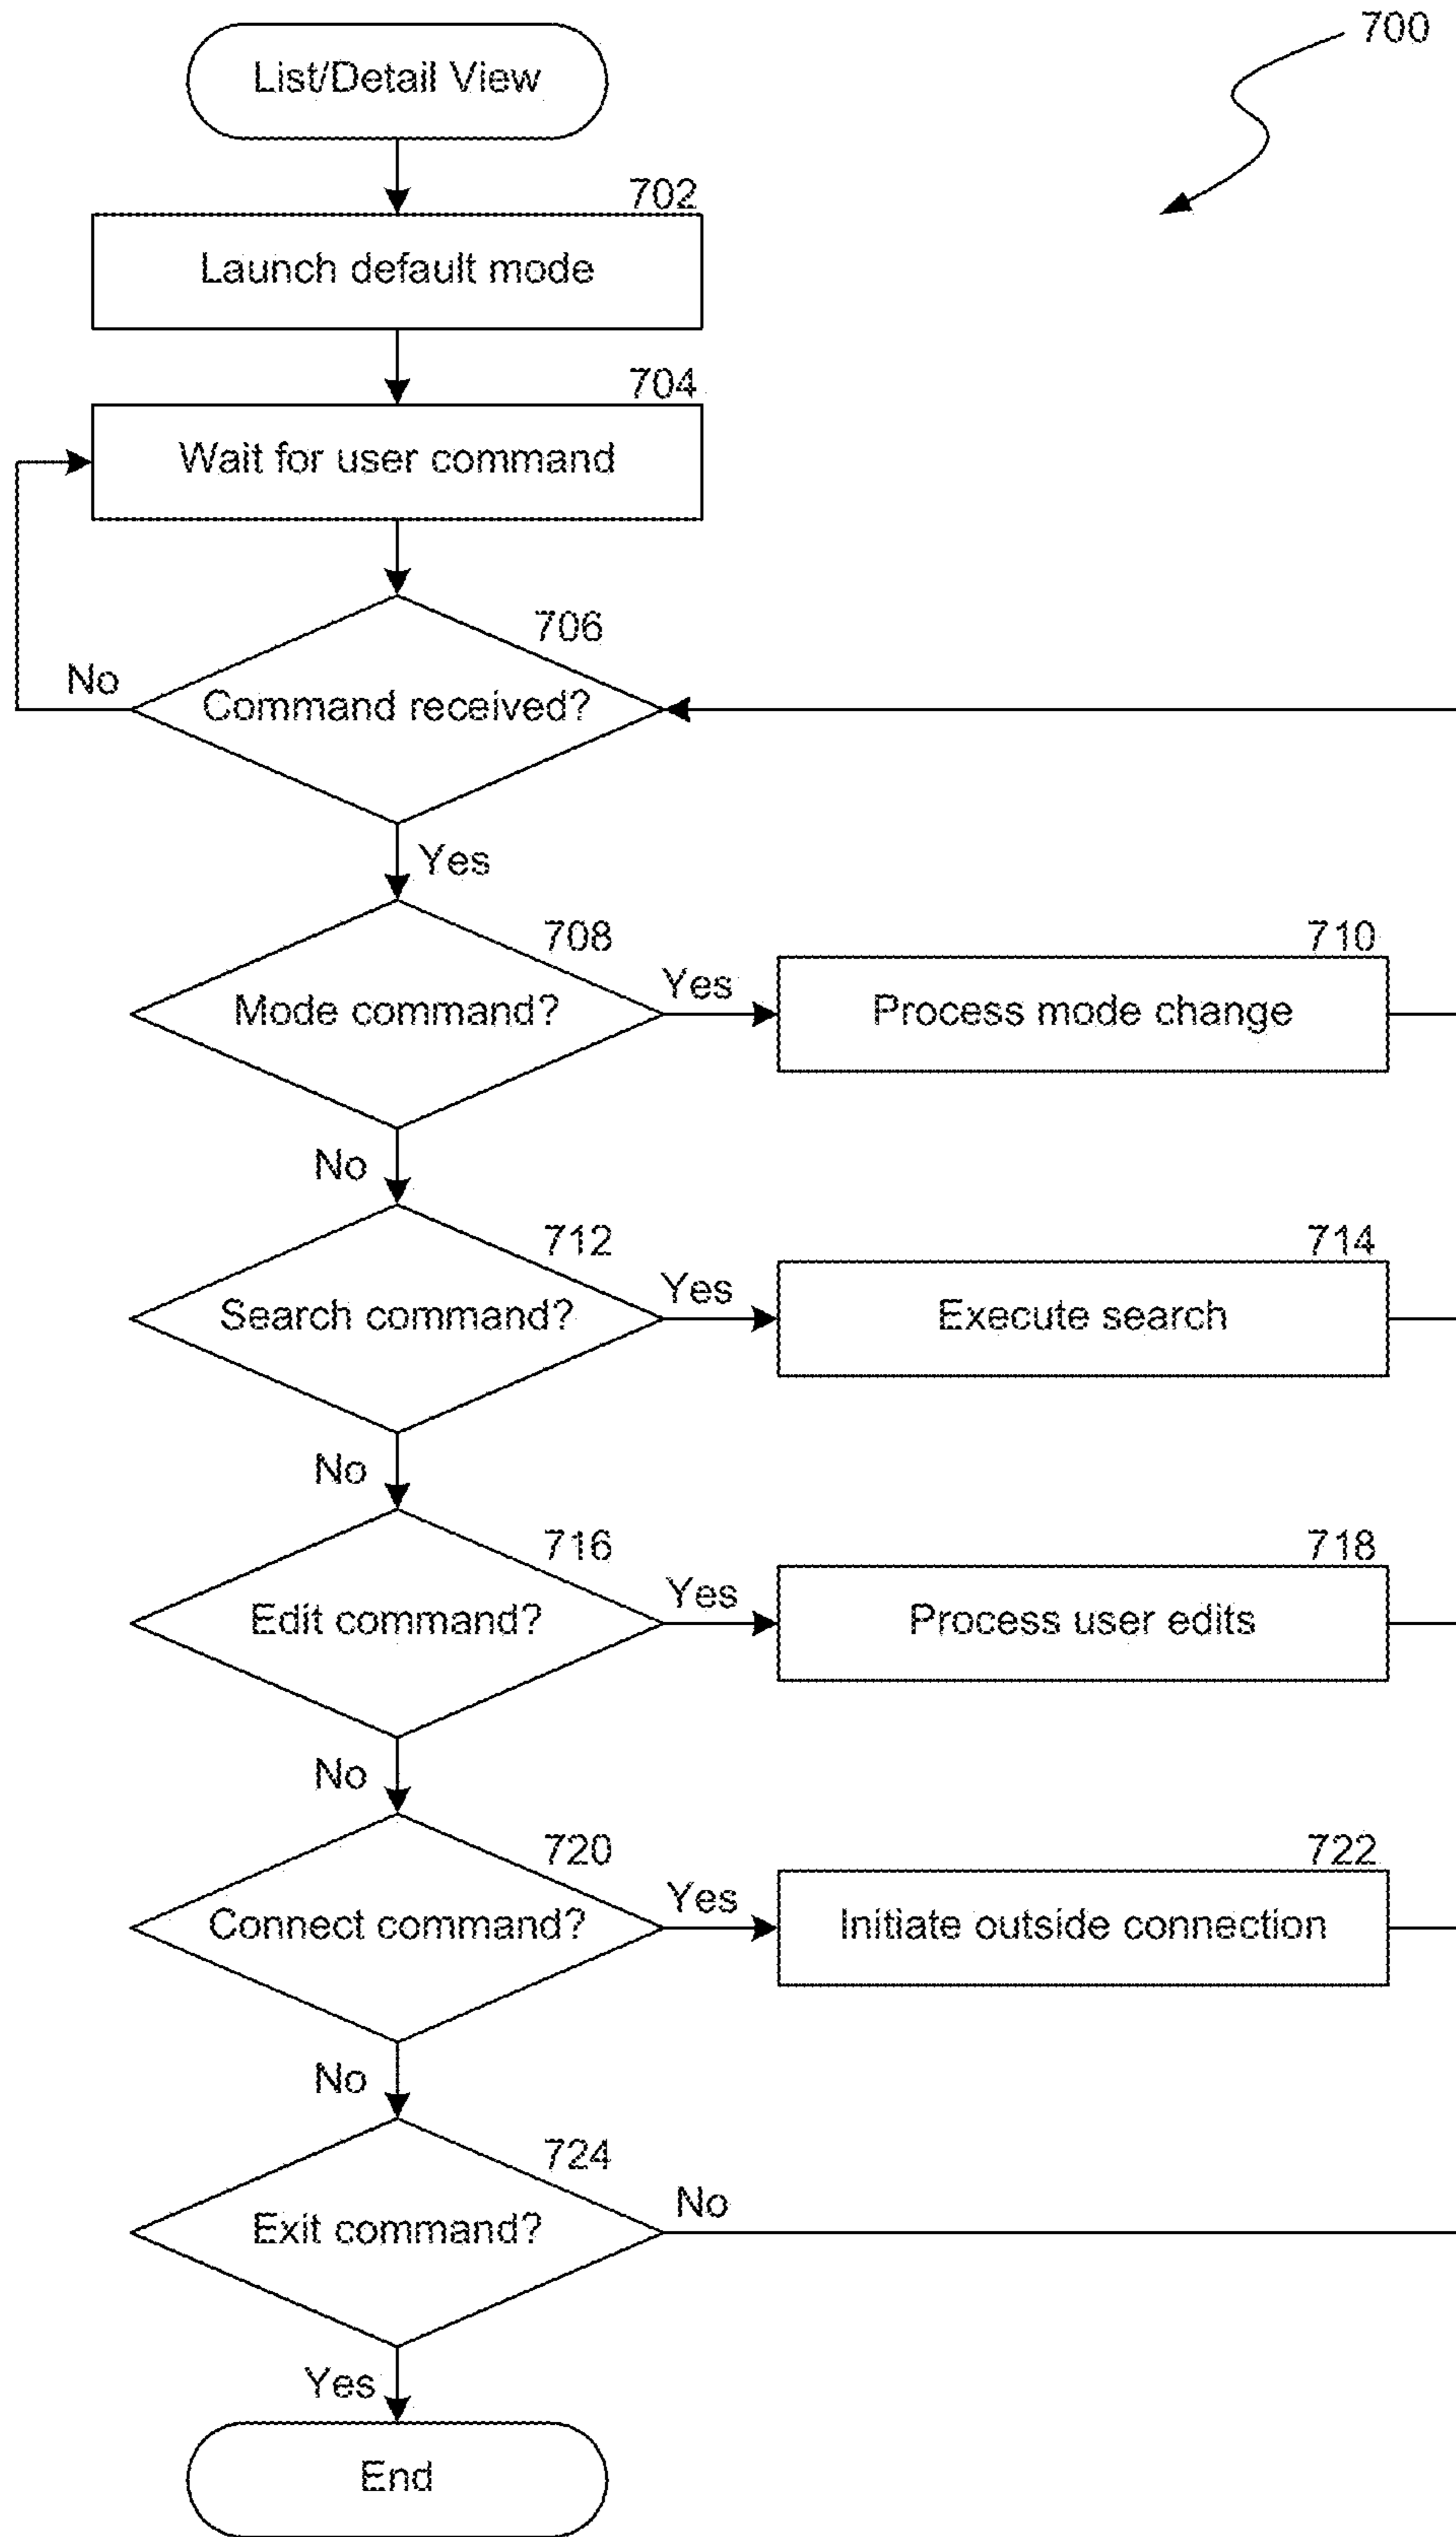 700
List/Detail View
702
Launch default mode
704
Wait for user command
706
Command received?
No
Yes
708
Mode command?
Yes
710
Process mode change
No
712
Search command?
Yes
714
Execute search
No
716
Edit command?
Yes
718
Process user edits
No
720
Connect command?
Yes
722
Initiate outside connection
No
724
Exit command?
No
Yes
End